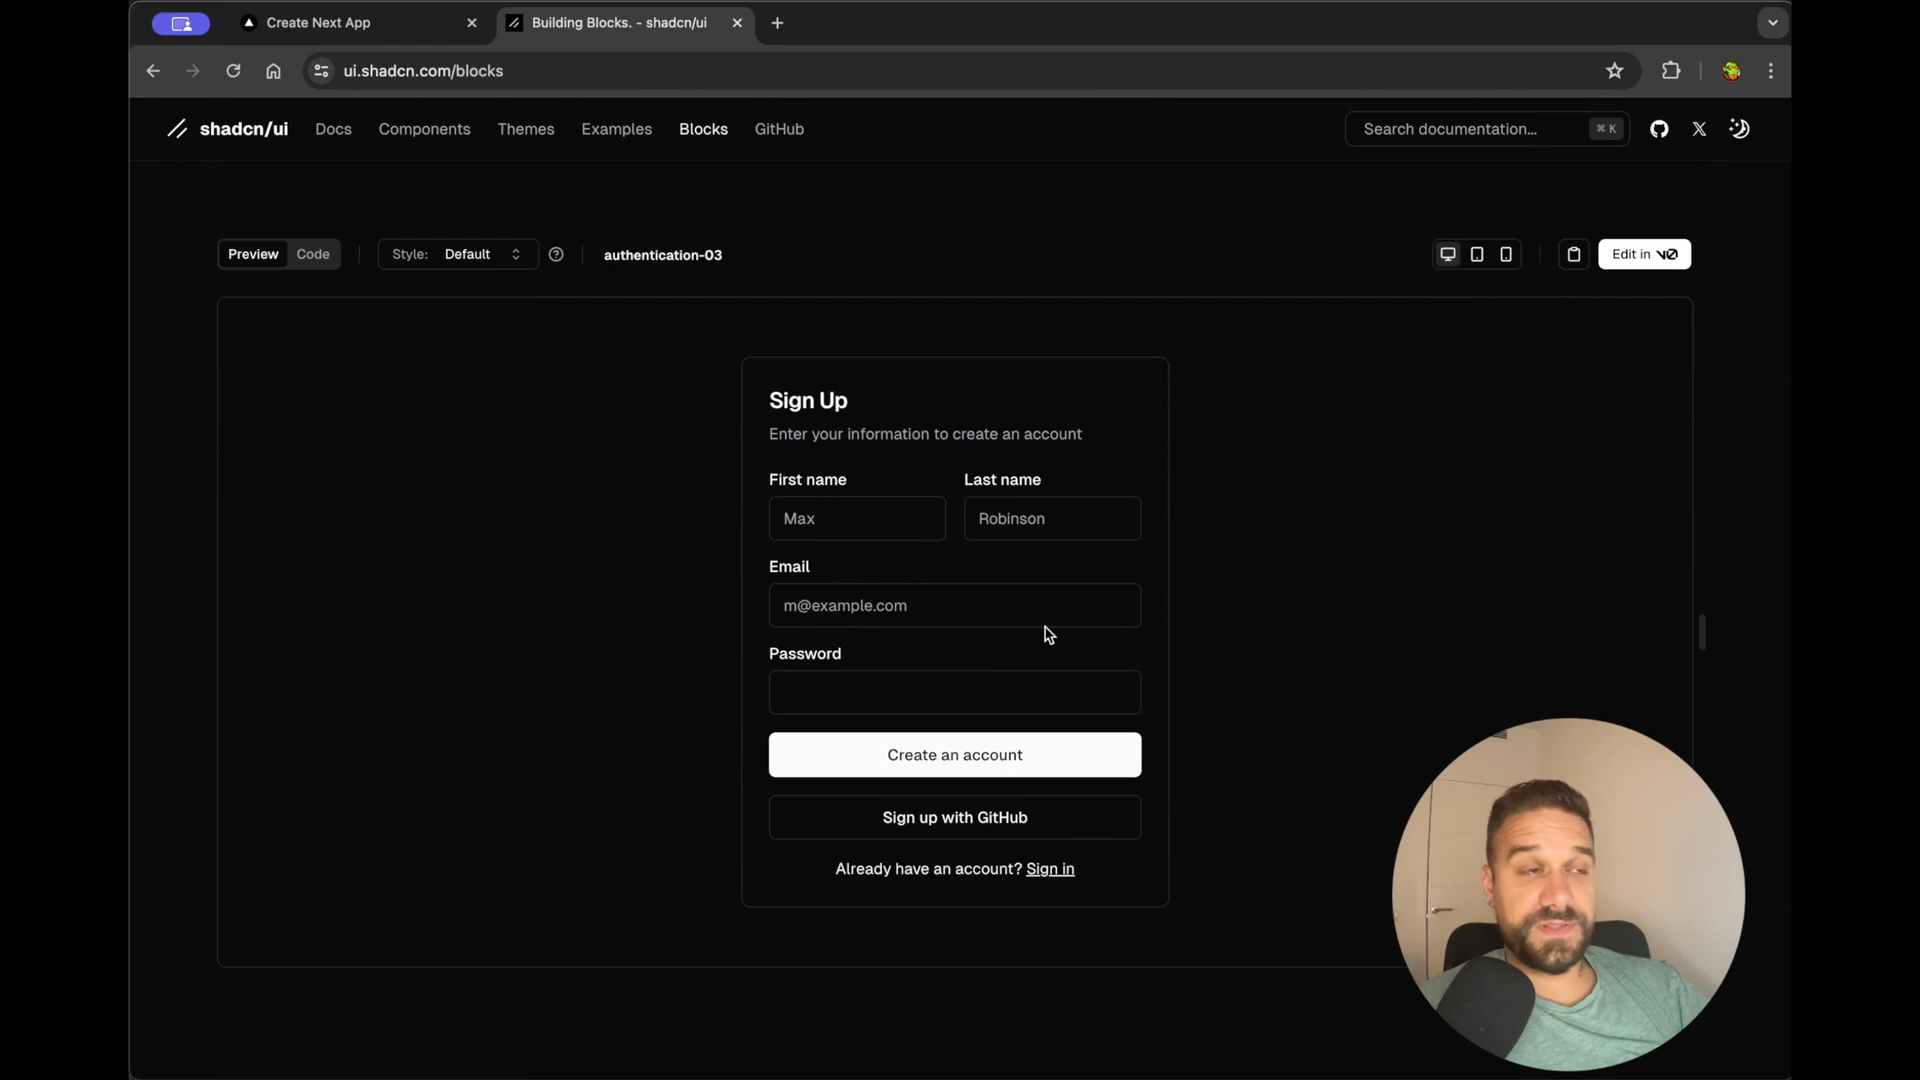 Create Next App
Building Blocks. - shadcn/ui
ui.shadcn.com/blocks
shadcn/ui Docs Components Themes Examples Blocks GitHub Search documentation... ⌘ K
Preview Code Style: Default authentication-03 Edit in v0
Sign Up
Enter your information to create an account
First name Last name
Max Robinson
Email
m@example.com
Password
Create an account
Sign up with GitHub
Already have an account? Sign in